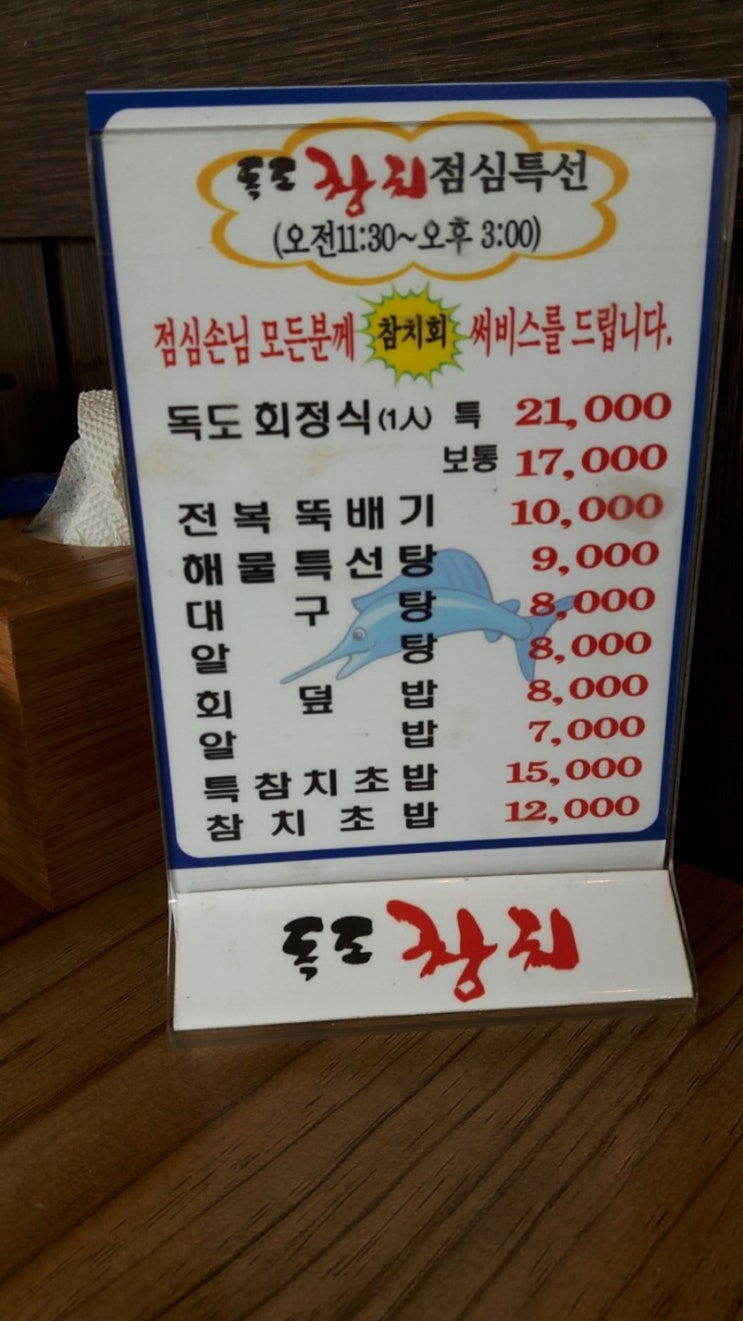 독도 참치 점심특선
(오전11:30~오후 3:00)
점심손님 모든분께 참치회 써비스를 드립니다.
독도 회정식(1人) 특 21,000
보통 17,000
전복 뚝배기 10,000
해물특선탕 9,000
대구탕 8,000
알탕 8,000
회덮밥 8,000
알밥 7,000
특참치초밥 15,000
참치초밥 12,000
독도 참치